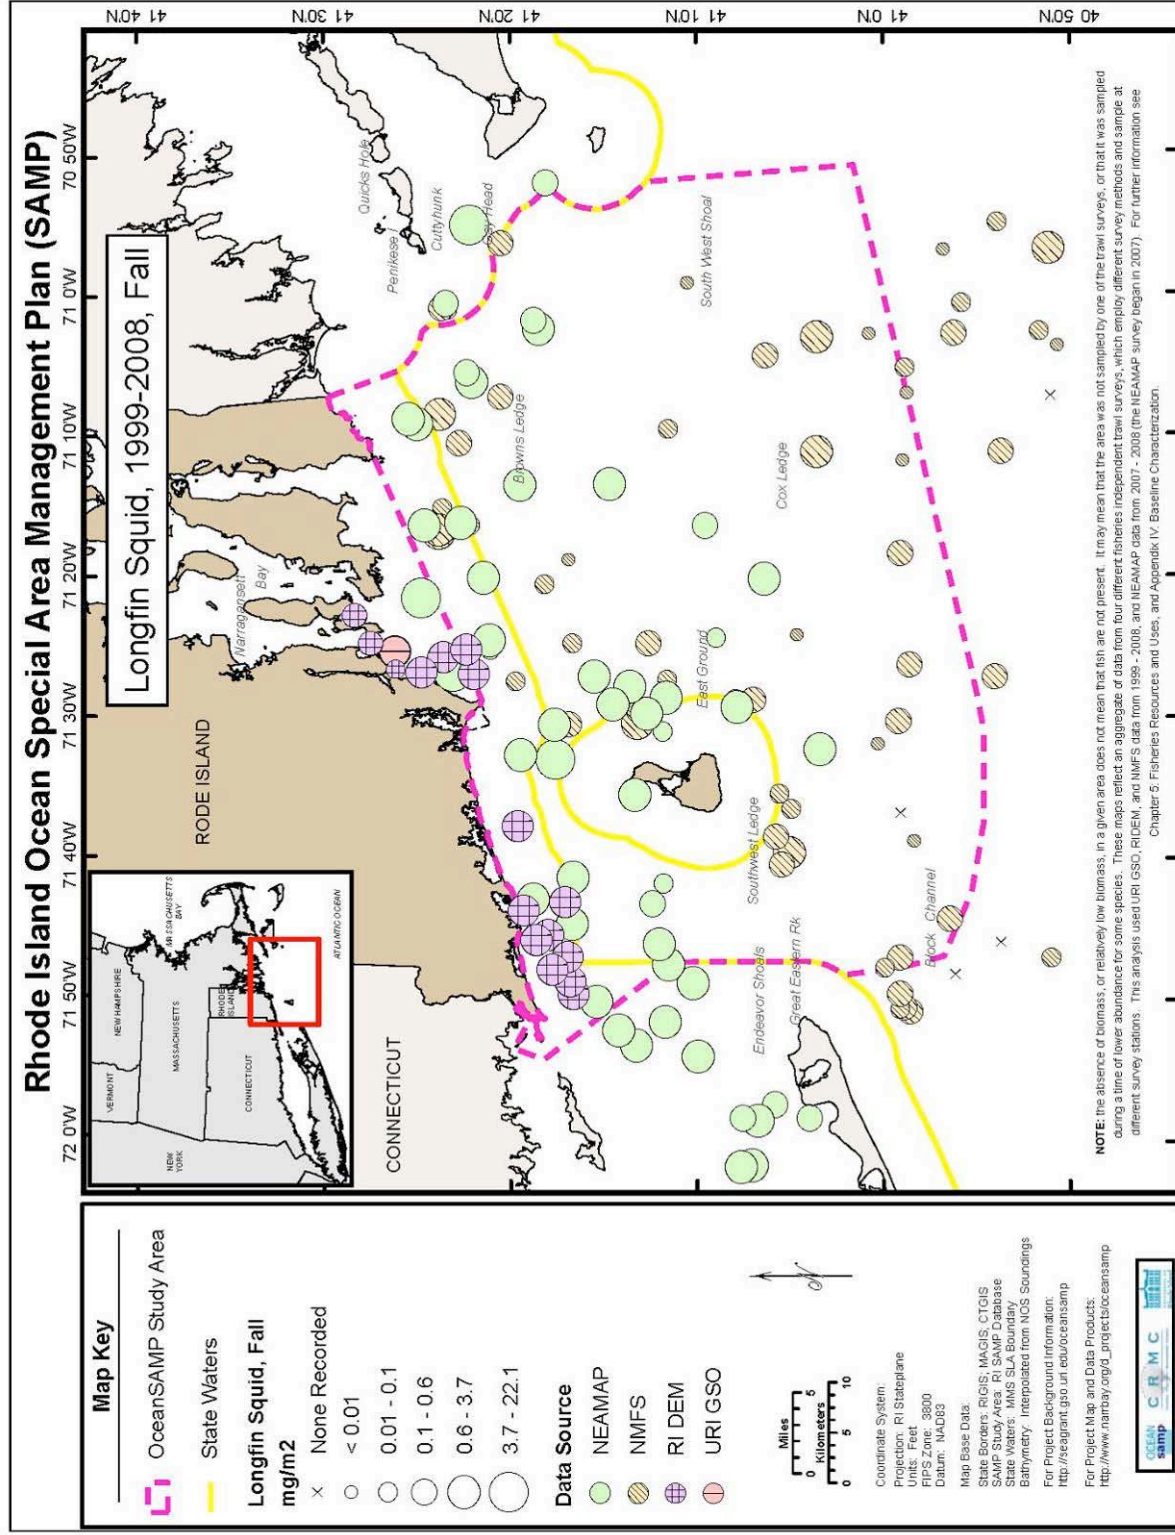 Rhode Island Ocean Special Area Management Plan (SAMP)
72 0'W
71 50'W
71 40'W
71 30'W
71 20'W
71 10'W
71 0'W
70 50'W
41 40'N
41 30'N
41 20'N
41 10'N
41 0'N
40 50'N
Longfin Squid, 1999-2008, Fall
VERMONT
NEW HAMPSHIRE
NEW
YORK
MASSACHUSETTS
MASSACHUSETTS
BAY
CONNECTICUT
RHODE
ISLAND
ATLANTIC OCEAN
RODE ISLAND
CONNECTICUT
Narragansett
Bay
Quicks Hole
Penikese
Cuttyhunk
Gay Head
Browns Ledge
South West Shoal
Cox Ledge
East Ground
Southwest Ledge
Endeavor Shoals
Great Eastern Rk
Block Channel
NOTE: the absence of biomass, or relatively low biomass, in a given area does not mean that fish are not present. It may mean that the area was not sampled by one of the trawl surveys, or that it was sampled
during a time of lower abundance for some species. These maps reflect an aggregate of data from four different fisheries independent trawl surveys, which employ different survey methods and sample at
different survey stations. This analysis used URI GSO, RIDEM, and NMFS data from 1999 - 2008, and NEAMAP data from 2007 - 2008 (the NEAMAP survey began in 2007). For further information see
Chapter 5. Fisheries Resources and Uses, and Appendix IV. Baseline Characterization.
Map Key
OceanSAMP Study Area
State Waters
Longfin Squid, Fall
mg/m2
× None Recorded
< 0.01
0.01 - 0.1
0.1 - 0.6
0.6 - 3.7
3.7 - 22.1
Data Source
NEAMAP
NMFS
RI DEM
URI GSO
Miles
0 5
Kilometers
0 5 10
N
Coordinate System:
Projection: RI Stateplane
Units: Feet
FIPS Zone: 3800
Datum: NAD83
Map Base Data:
State Borders: RIGIS; MAGIS, CTGIS
SAMP Study Area: RI SAMP Database
State Waters: MMS SLA Boundary
Bathymetry: Interpolated from NOS Soundings
For Project Background Information:
http://seagrant.gso.uri.edu/oceansamp
For Project Map and Data Products:
http://www.narrbay.org/d_projects/oceansamp
OCEAN
samp
CRMC